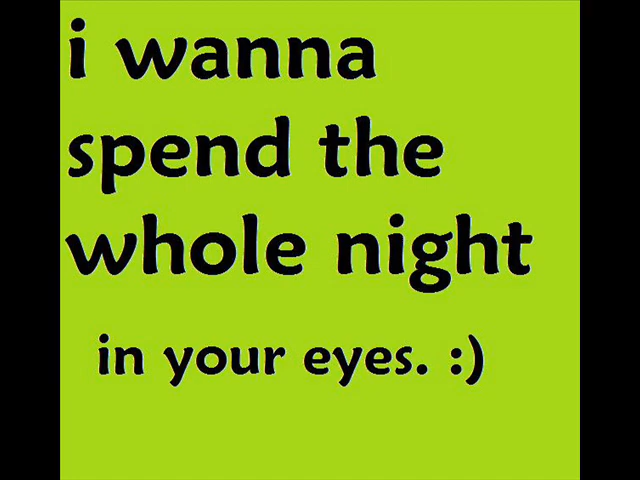 i wanna
spend the
whole night
in your eyes. :)